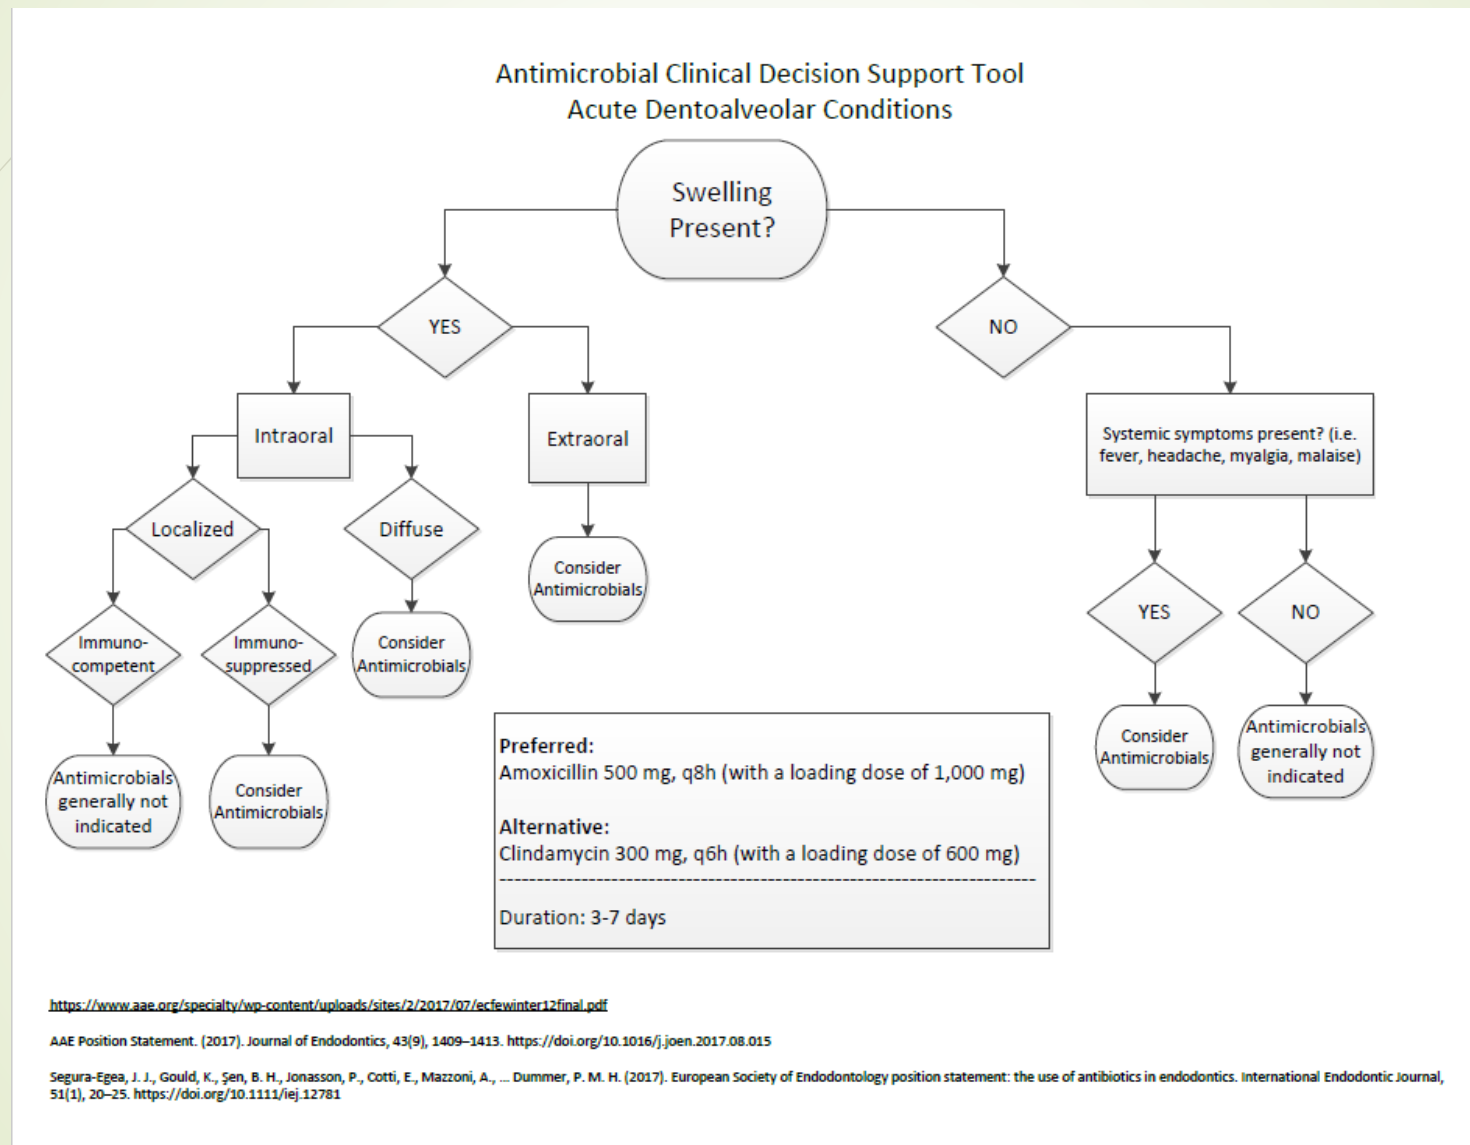 Antimicrobial Clinical Decision Support Tool
Acute Dentoalveolar Conditions
Swelling
Present?
YES
NO
Intraoral
Extraoral
Systemic symptoms present? (i.e.
fever, headache, myalgia, malaise)
Localized
Diffuse
Consider
Antimicrobials
YES
NO
Immuno-
competent
Immuno-
suppressed
Consider
Antimicrobials
Antimicrobials
generally not
indicated
Consider
Antimicrobials
Consider
Antimicrobials
Antimicrobials
generally not
indicated
Preferred:
Amoxicillin 500 mg, q8h (with a loading dose of 1,000 mg)
Alternative:
Clindamycin 300 mg, q6h (with a loading dose of 600 mg)
------------------------------------------------------------------------
Duration: 3-7 days
https://www.aae.org/specialty/wp-content/uploads/sites/2/2017/07/ecfewinter12final.pdf
AAE Position Statement. (2017). Journal of Endodontics, 43(9), 1409–1413. https://doi.org/10.1016/j.joen.2017.08.015
Segura-Egea, J. J., Gould, K., Şen, B. H., Jonasson, P., Cotti, E., Mazzoni, A., ... Dummer, P. M. H. (2017). European Society of Endodontology position statement: the use of antibiotics in endodontics. International Endodontic Journal,
51(1), 20–25. https://doi.org/10.1111/iej.12781